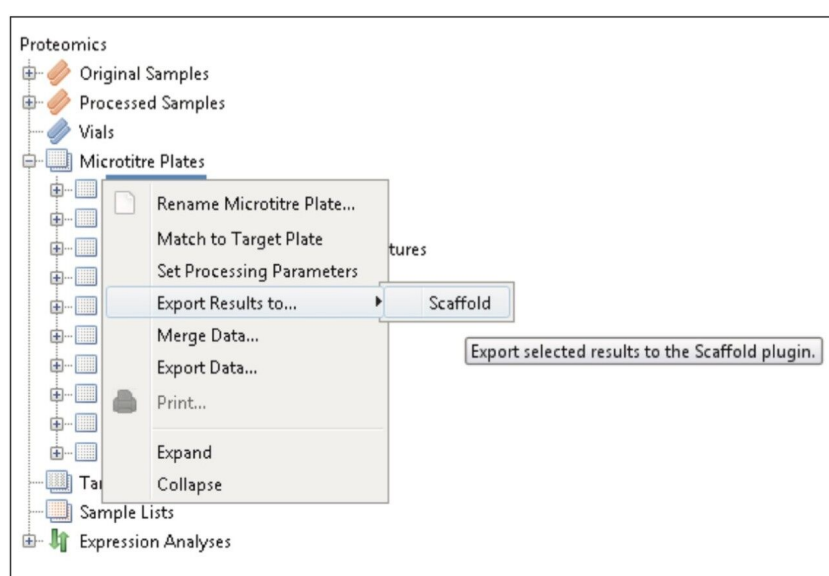 Proteomics
Original Samples
Processed Samples
Vials
Microtitre Plates
Rename Microtitre Plate...
Match to Target Plate
tures
Set Processing Parameters
Export Results to...
Scaffold
Merge Data...
Export selected results to the Scaffold plugin.
Export Data...
Print...
Expand
Collapse
Ta
Sample Lists
Expression Analyses